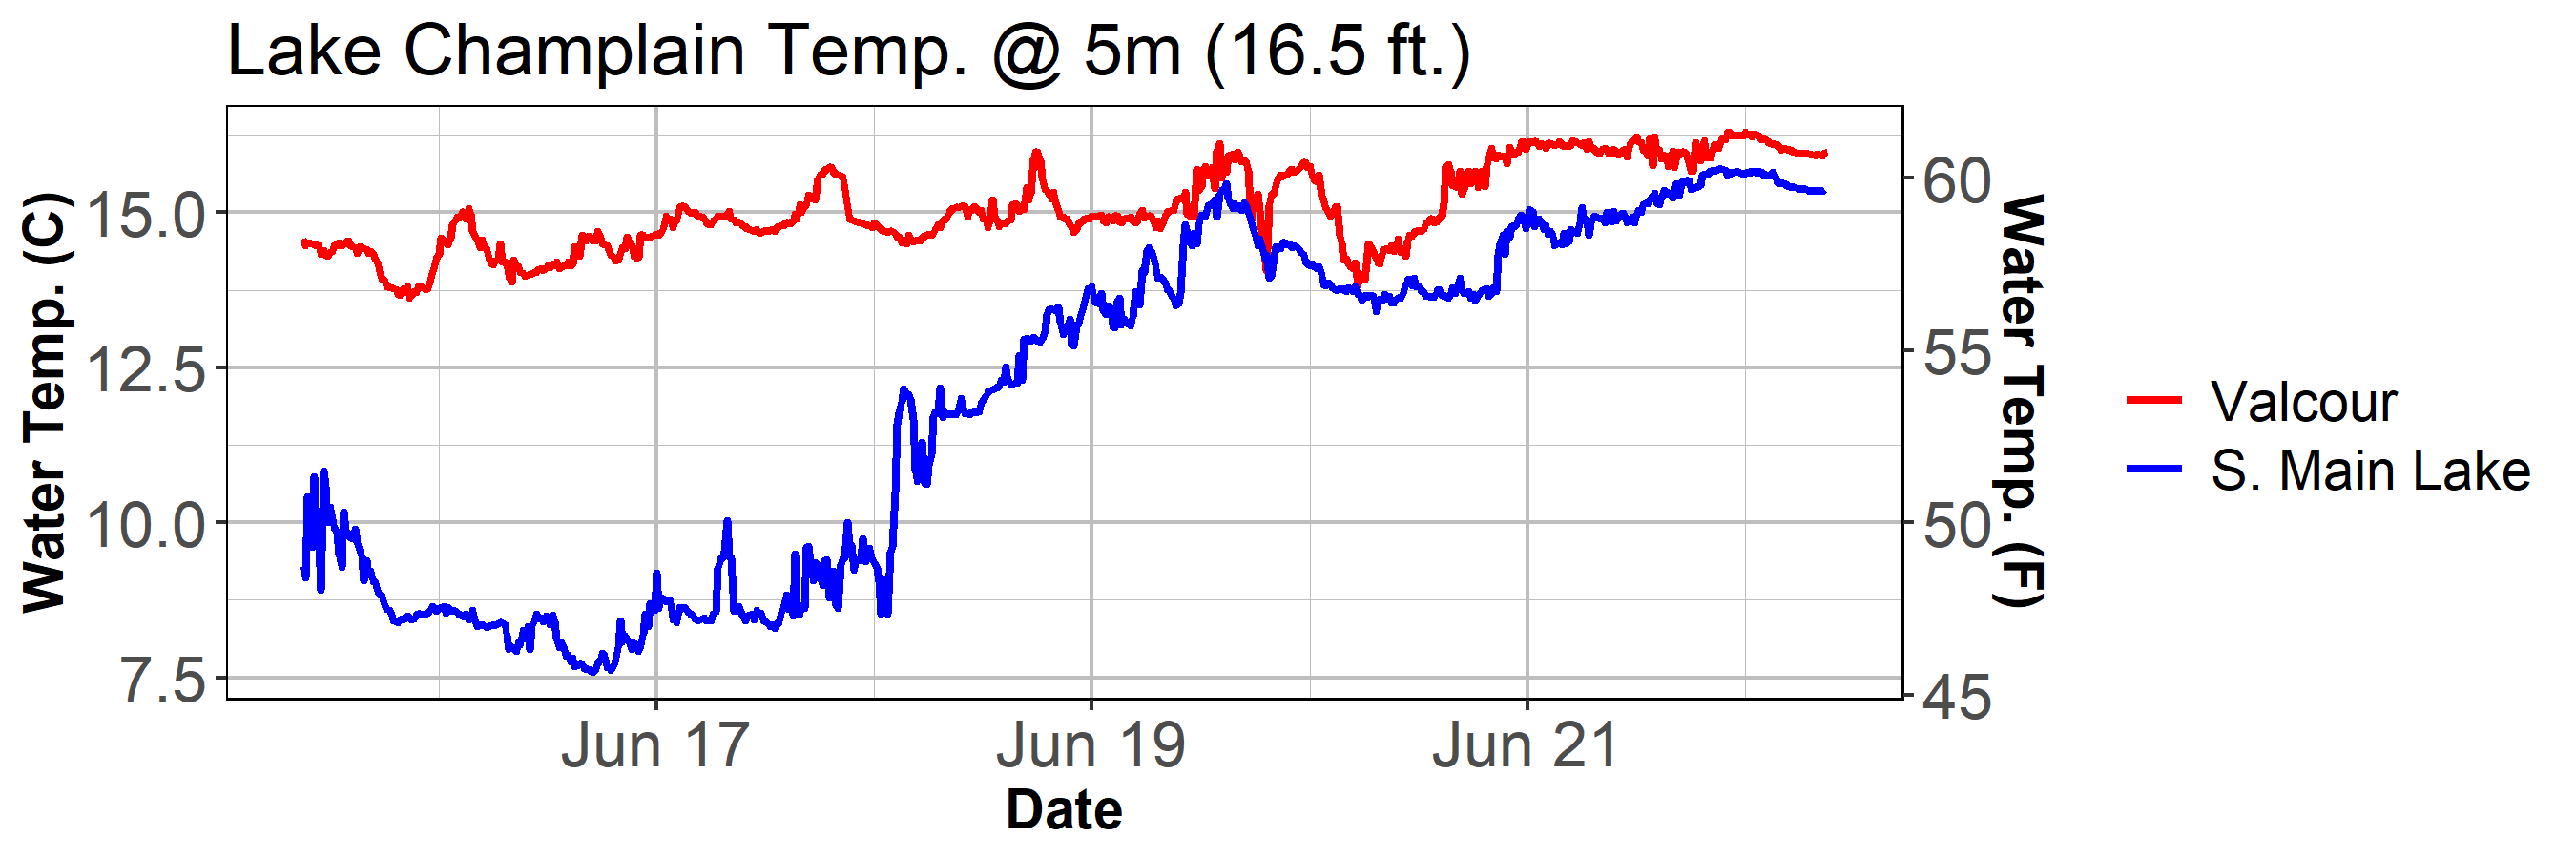 Lake Champlain Temp. @ 5m (16.5 ft.)
Water Temp. (C)
15.0
12.5
10.0
7.5
60
55
50
45
Water Temp. (F)
Jun 17
Jun 19
Jun 21
Date
Valcour
S. Main Lake